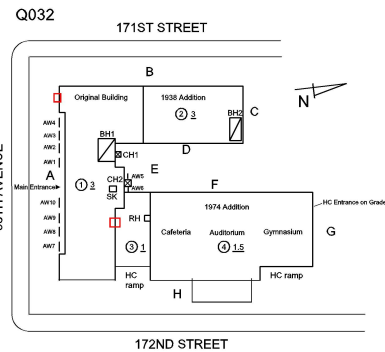 Q032
171ST STREET
B
Original Building
1938 Addition
2 3
BH2
C
N
AW4
AW3
AW2
AW1
BH1
CH1
D
A
Main Entrance
1 3
E
CH2
SK
AW5
AW6
F
AW10
AW9
AW8
AW7
RH
1974 Addition
HC Entrance on Grade
Cafeteria
Auditorium
Gymnasium
G
3 1
4 1.5
HC
ramp
HC ramp
H
172ND STREET